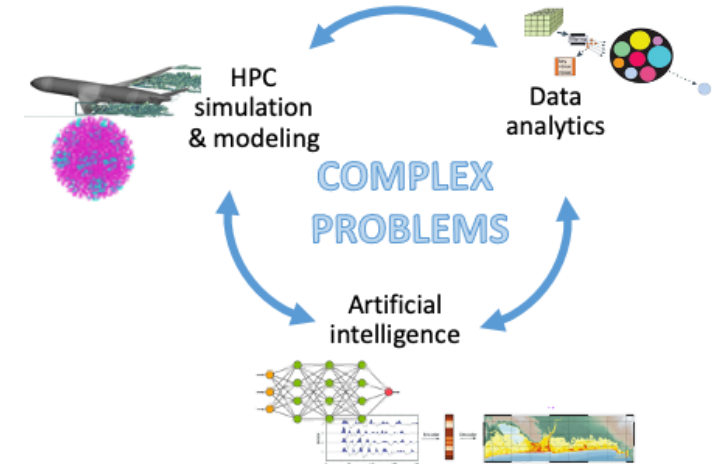 HPC
simulation
& modeling
Data
analytics
COMPLEX
PROBLEMS
Artificial
intelligence